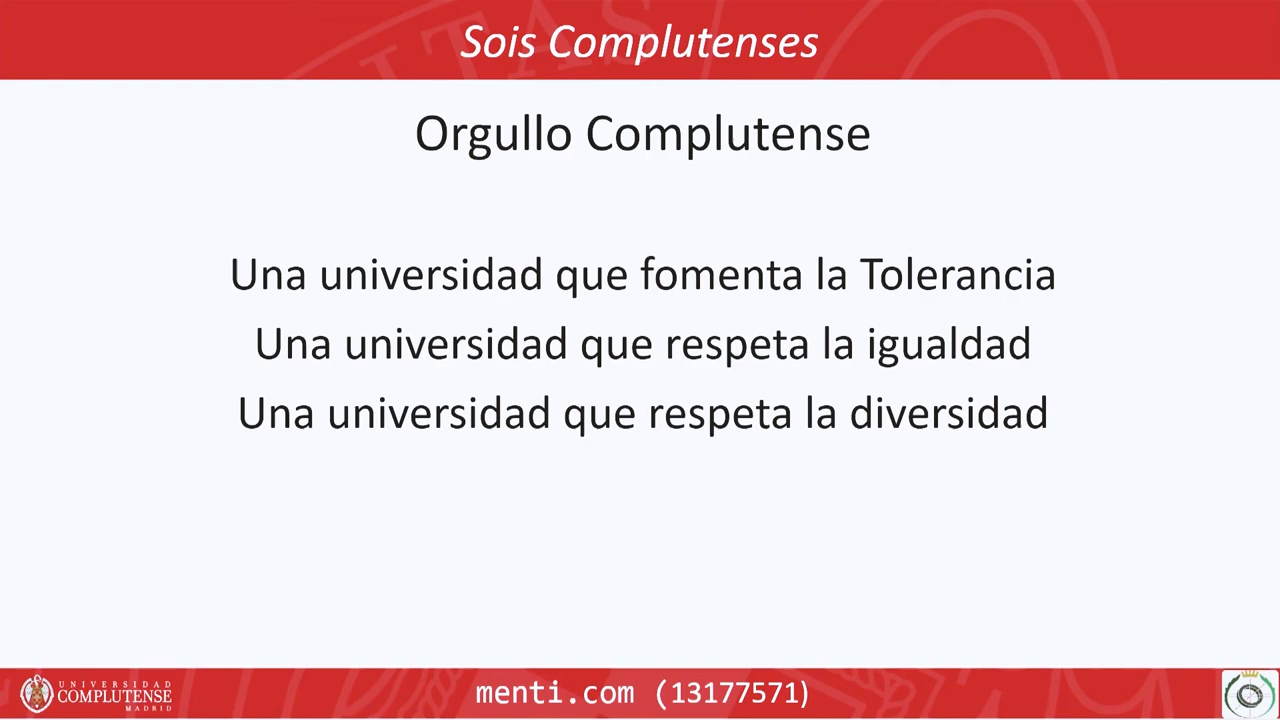 Sois Complutenses
Orgullo Complutense
Una universidad que fomenta la Tolerancia
Una universidad que respeta la igualdad
Una universidad que respeta la diversidad
UNIVERSIDAD
COMPLUTENSE
MADRID
menti.com (13177571)